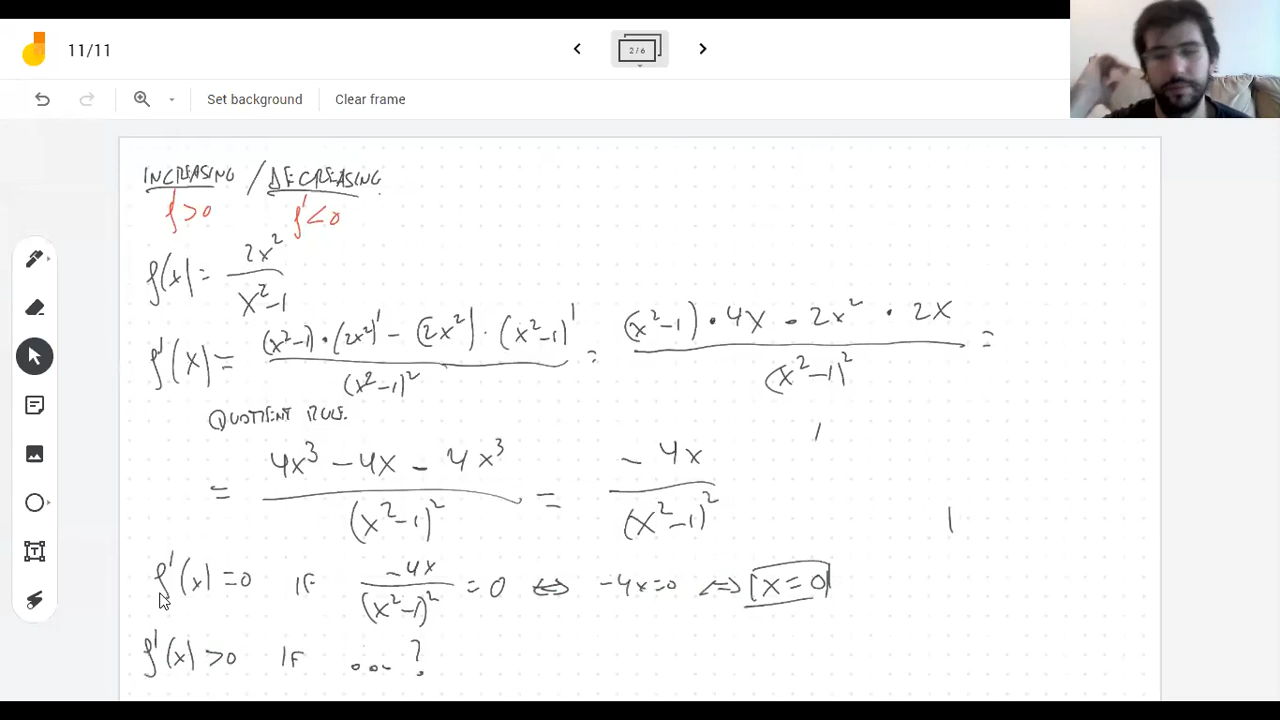 11/11
2/6
Set background
Clear frame
INCREASING / DECREASING
f'>0 f'<0
f(x) = 2x²/(x²-1)
f'(x) = ((x²-1)·(2x²)' - (2x²)·(x²-1)')/(x²-1)² = ((x²-1)·4x - 2x²·2x)/(x²-1)² =
QUOTIENT RULE.
= (4x³ - 4x - 4x³)/(x²-1)² = -4x/(x²-1)²
f'(x) = 0 IF -4x/(x²-1)² = 0 ⇔ -4x=0 ⇔ x=0
f'(x) >0 IF ...?